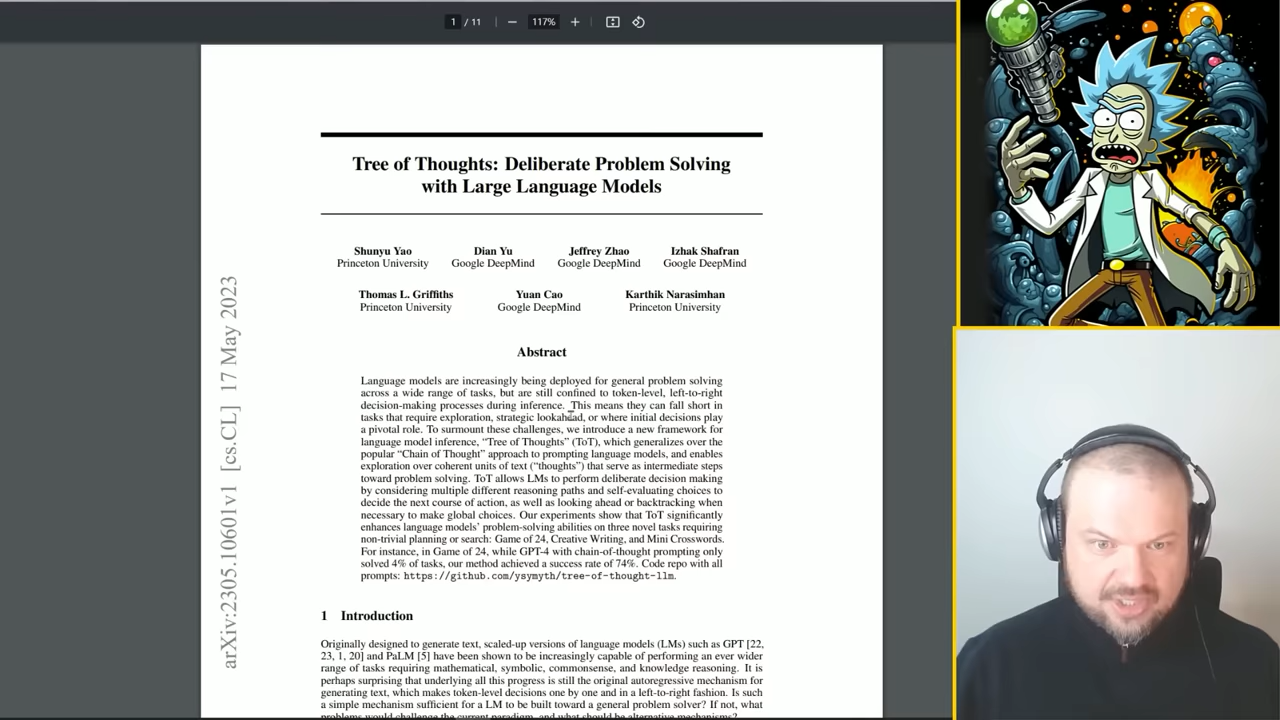 1 / 11
117%
Tree of Thoughts: Deliberate Problem Solving
with Large Language Models
Shunyu Yao
Princeton University
Dian Yu
Google DeepMind
Jeffrey Zhao
Google DeepMind
Izhak Shafran
Google DeepMind
Thomas L. Griffiths
Princeton University
Yuan Cao
Google DeepMind
Karthik Narasimhan
Princeton University
arXiv:2305.10601v1 [cs.CL] 17 May 2023
Abstract
Language models are increasingly being deployed for general problem solving
across a wide range of tasks, but are still confined to token-level, left-to-right
decision-making processes during inference. This means they can fall short in
tasks that require exploration, strategic lookahead, or where initial decisions play
a pivotal role. To surmount these challenges, we introduce a new framework for
language model inference, “Tree of Thoughts” (ToT), which generalizes over the
popular “Chain of Thought” approach to prompting language models, and enables
exploration over coherent units of text (“thoughts”) that serve as intermediate steps
toward problem solving. ToT allows LMs to perform deliberate decision making
by considering multiple different reasoning paths and self-evaluating choices to
decide the next course of action, as well as looking ahead or backtracking when
necessary to make global choices. Our experiments show that ToT significantly
enhances language models’ problem-solving abilities on three novel tasks requiring
non-trivial planning or search: Game of 24, Creative Writing, and Mini Crosswords.
For instance, in Game of 24, while GPT-4 with chain-of-thought prompting only
solved 4% of tasks, our method achieved a success rate of 74%. Code repo with all
prompts: https://github.com/ysymyth/tree-of-thought-llm.
1 Introduction
Originally designed to generate text, scaled-up versions of language models (LMs) such as GPT [22,
23, 1, 20] and PaLM [5] have been shown to be increasingly capable of performing an ever wider
range of tasks requiring mathematical, symbolic, commonsense, and knowledge reasoning. It is
perhaps surprising that underlying all this progress is still the original autoregressive mechanism for
generating text, which makes token-level decisions one by one and in a left-to-right fashion. Is such
a simple mechanism sufficient for a LM to be built toward a general problem solver? If not, what
problems would challenge the current paradigm, and what should be alternative mechanisms?